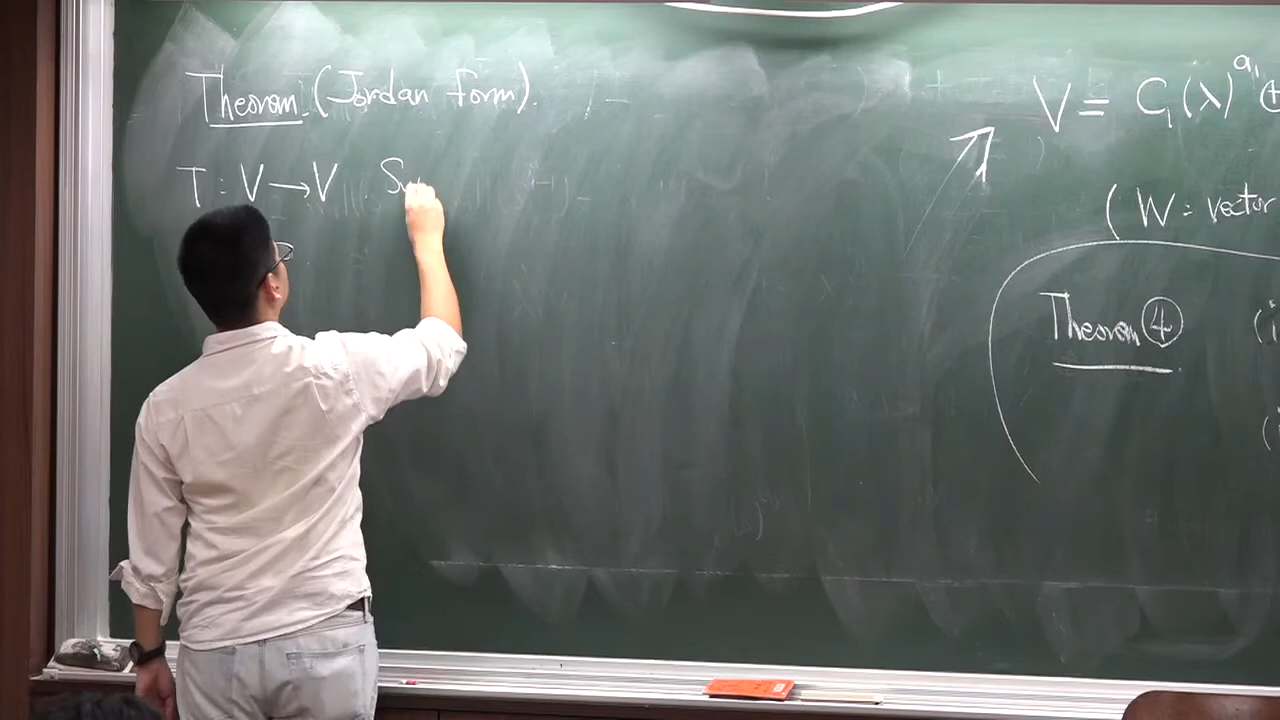 Theorem. (Jordan form).
T : V → V S
V = C₁(λ)^{a₁} ⊕
( W = vector
Theorem ④ (i
(i